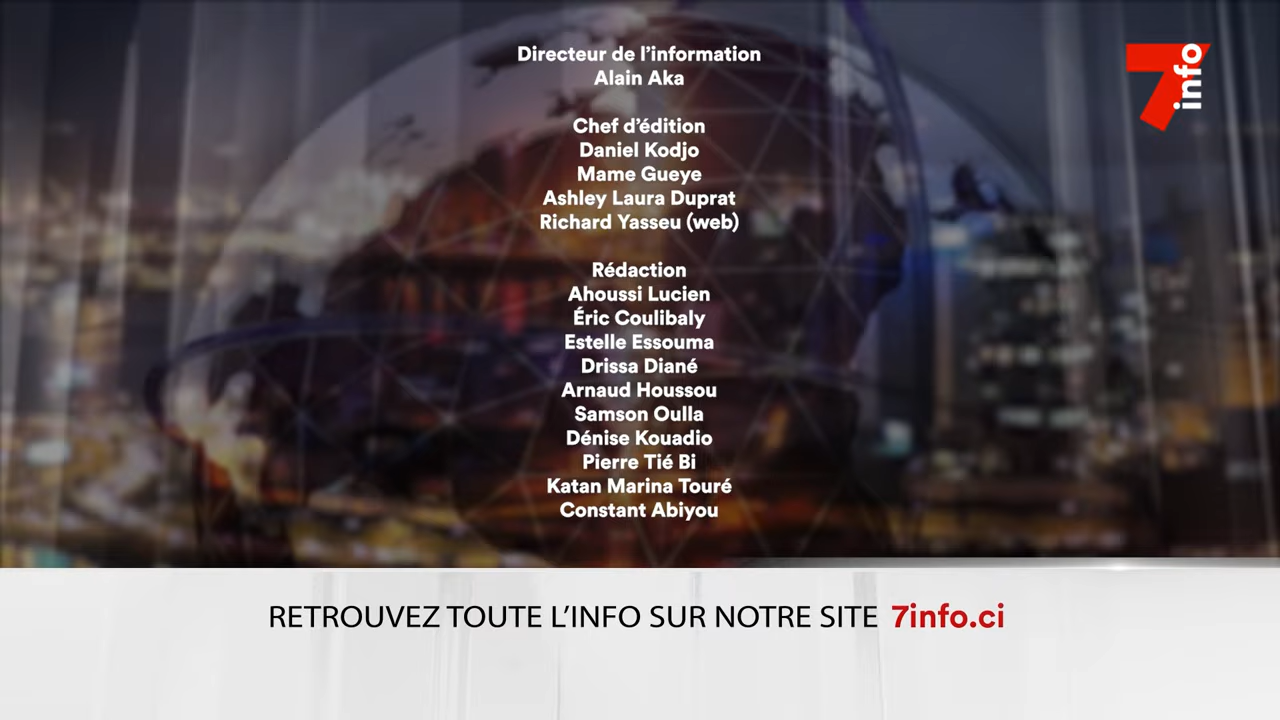 Directeur de l’information
Alain Aka
Chef d’édition
Daniel Kodjo
Mame Gueye
Ashley Laura Duprat
Richard Yasseu (web)
Rédaction
Ahoussi Lucien
Éric Coulibaly
Estelle Essouma
Drissa Diané
Arnaud Houssou
Samson Oulla
Dénise Kouadio
Pierre Tié Bi
Katan Marina Touré
Constant Abiyou
7info
RETROUVEZ TOUTE L’INFO SUR NOTRE SITE 7info.ci